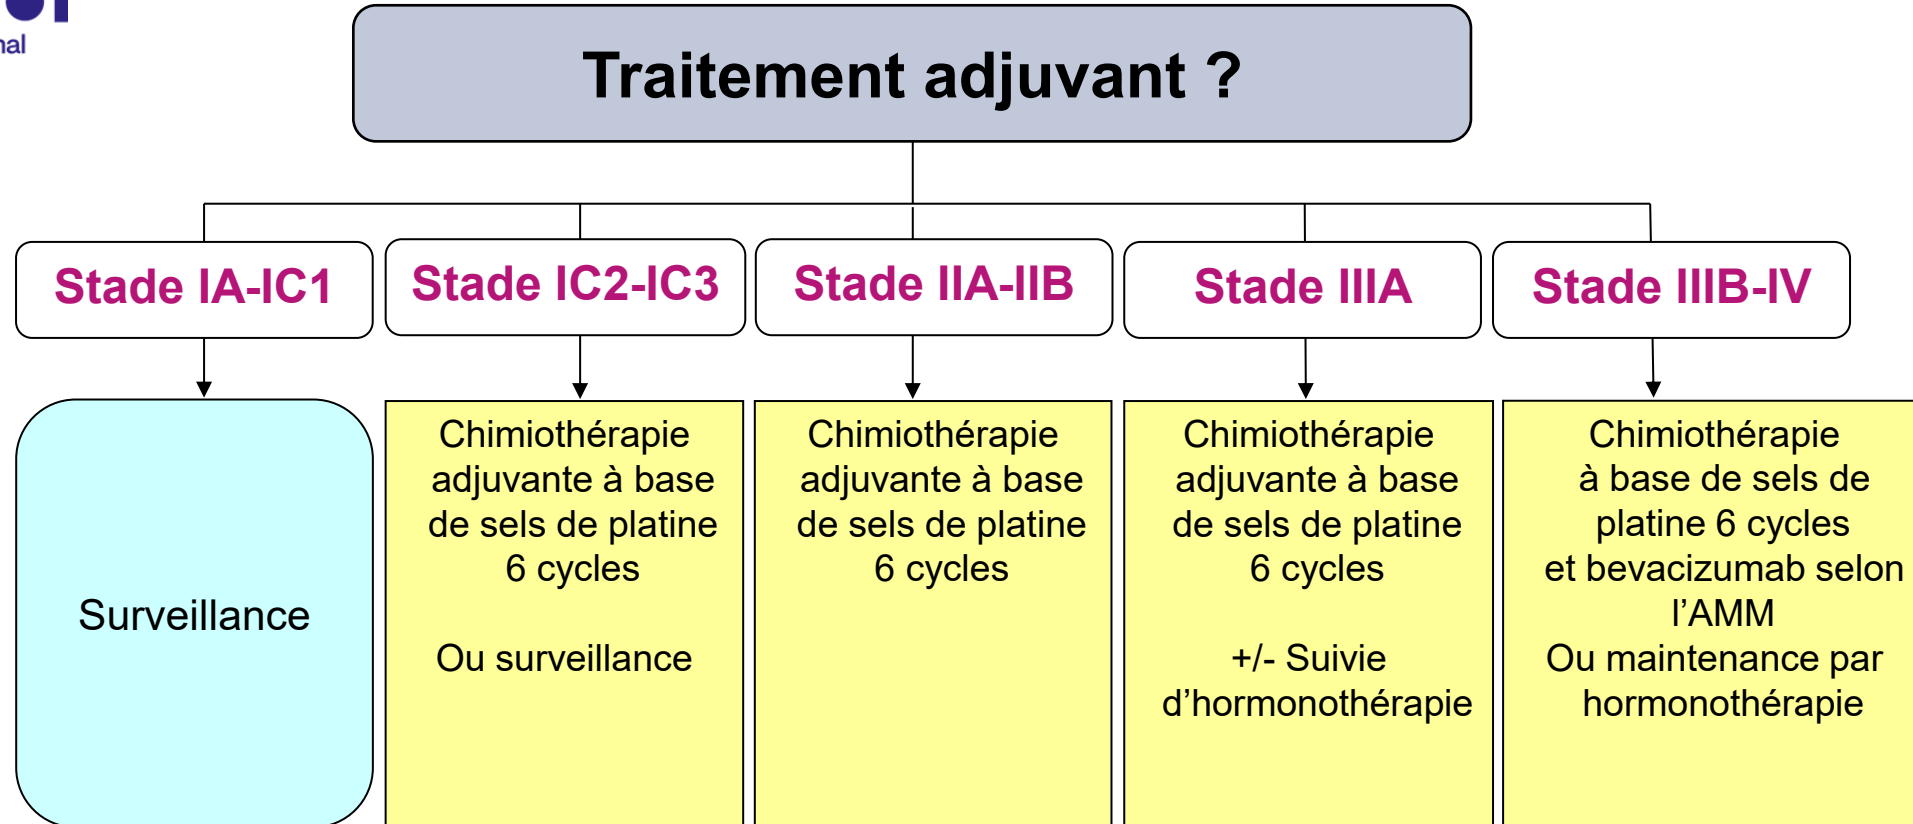 nal
Traitement adjuvant ?
Stade IA-IC1
Stade IC2-IC3
Stade IIA-IIB
Stade IIIA
Stade IIIB-IV
Surveillance
Chimiothérapie
adjuvante à base
de sels de platine
6 cycles
Ou surveillance
Chimiothérapie
adjuvante à base
de sels de platine
6 cycles
Chimiothérapie
adjuvante à base
de sels de platine
6 cycles
+/- Suivie
d’hormonothérapie
Chimiothérapie
à base de sels de
platine 6 cycles
et bevacizumab selon
l’AMM
Ou maintenance par
hormonothérapie